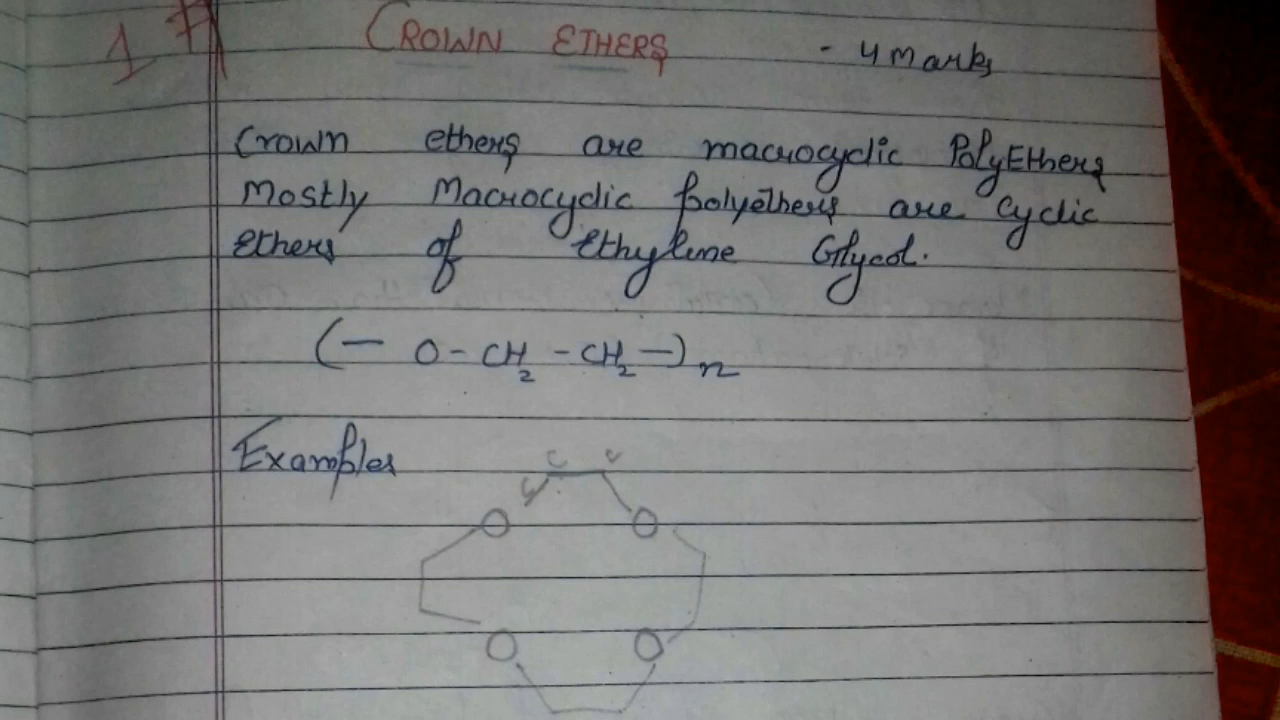 1 #
CROWN ETHERS - 4 marks
Crown ethers are macrocyclic PolyEthers
Mostly Macrocyclic polyethers are Cyclic
Ethers of Ethylene Glycol.
(- O - CH2 - CH2 -)n
Examples
C C
O O
O O